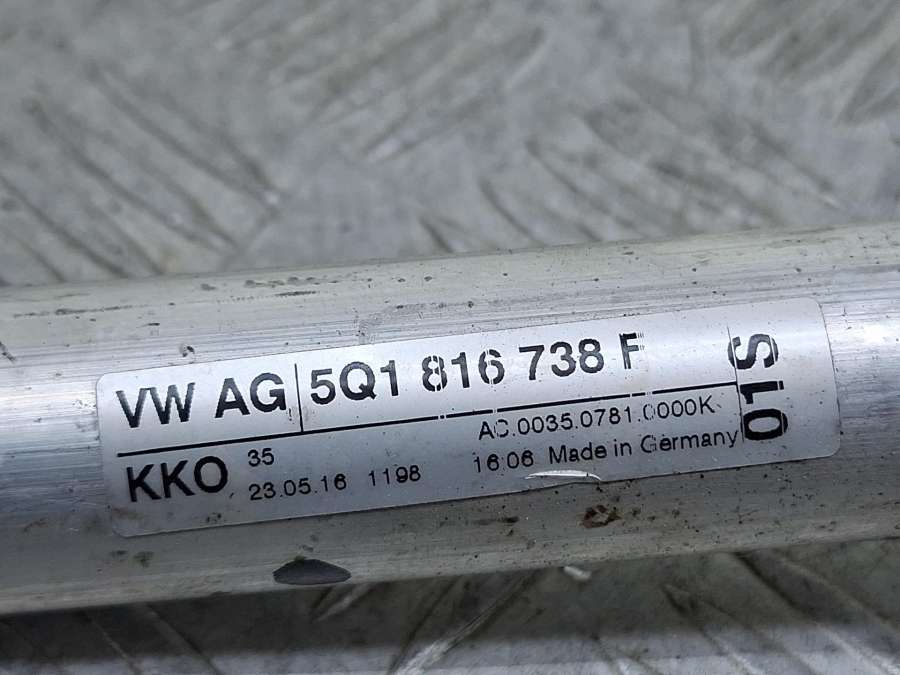 VW AG 5Q1 816 738 F
01S
AC.0035.0781.0000K
KKO 35
23.05.16 1198 16:06 Made in Germany